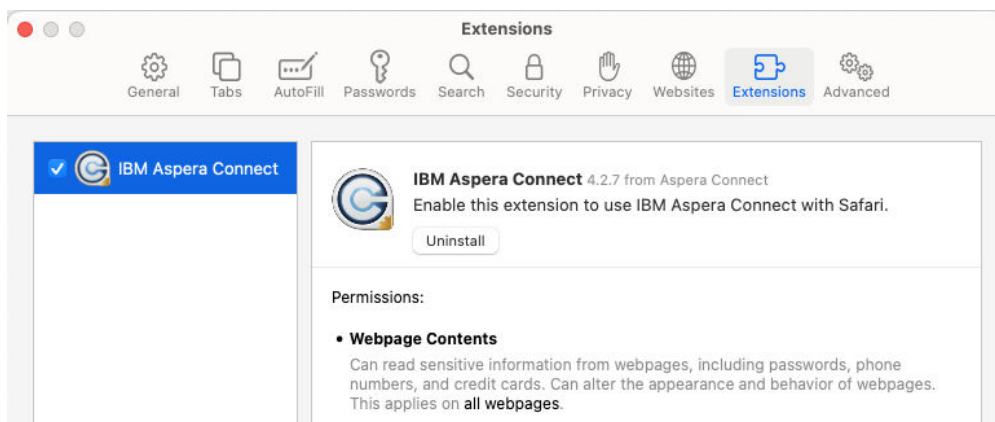 Extensions
General Tabs AutoFill Passwords Search Security Privacy Websites Extensions Advanced
IBM Aspera Connect
IBM Aspera Connect 4.2.7 from Aspera Connect
Enable this extension to use IBM Aspera Connect with Safari.
Uninstall
Permissions:
• Webpage Contents
Can read sensitive information from webpages, including passwords, phone
numbers, and credit cards. Can alter the appearance and behavior of webpages.
This applies on all webpages.